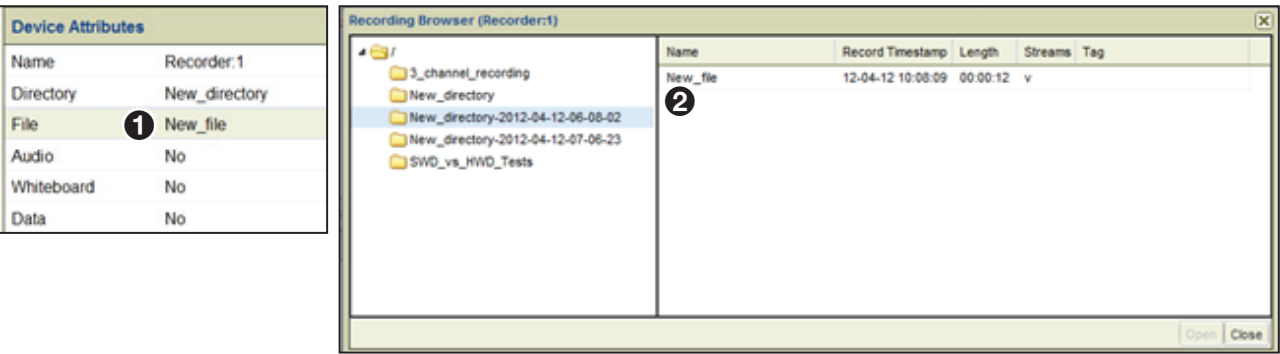 Device Attributes
Name Recorder:1
Directory New_directory
File ❶ New_file
Audio No
Whiteboard No
Data No
Recording Browser (Recorder:1)
/
3_channel_recording
New_directory
New_directory-2012-04-12-06-08-02
New_directory-2012-04-12-07-06-23
SWD_vs_HWD_Tests
Name Record Timestamp Length Streams Tag
New_file 12-04-12 10:08:09 00:00:12 v
❷
Open Close